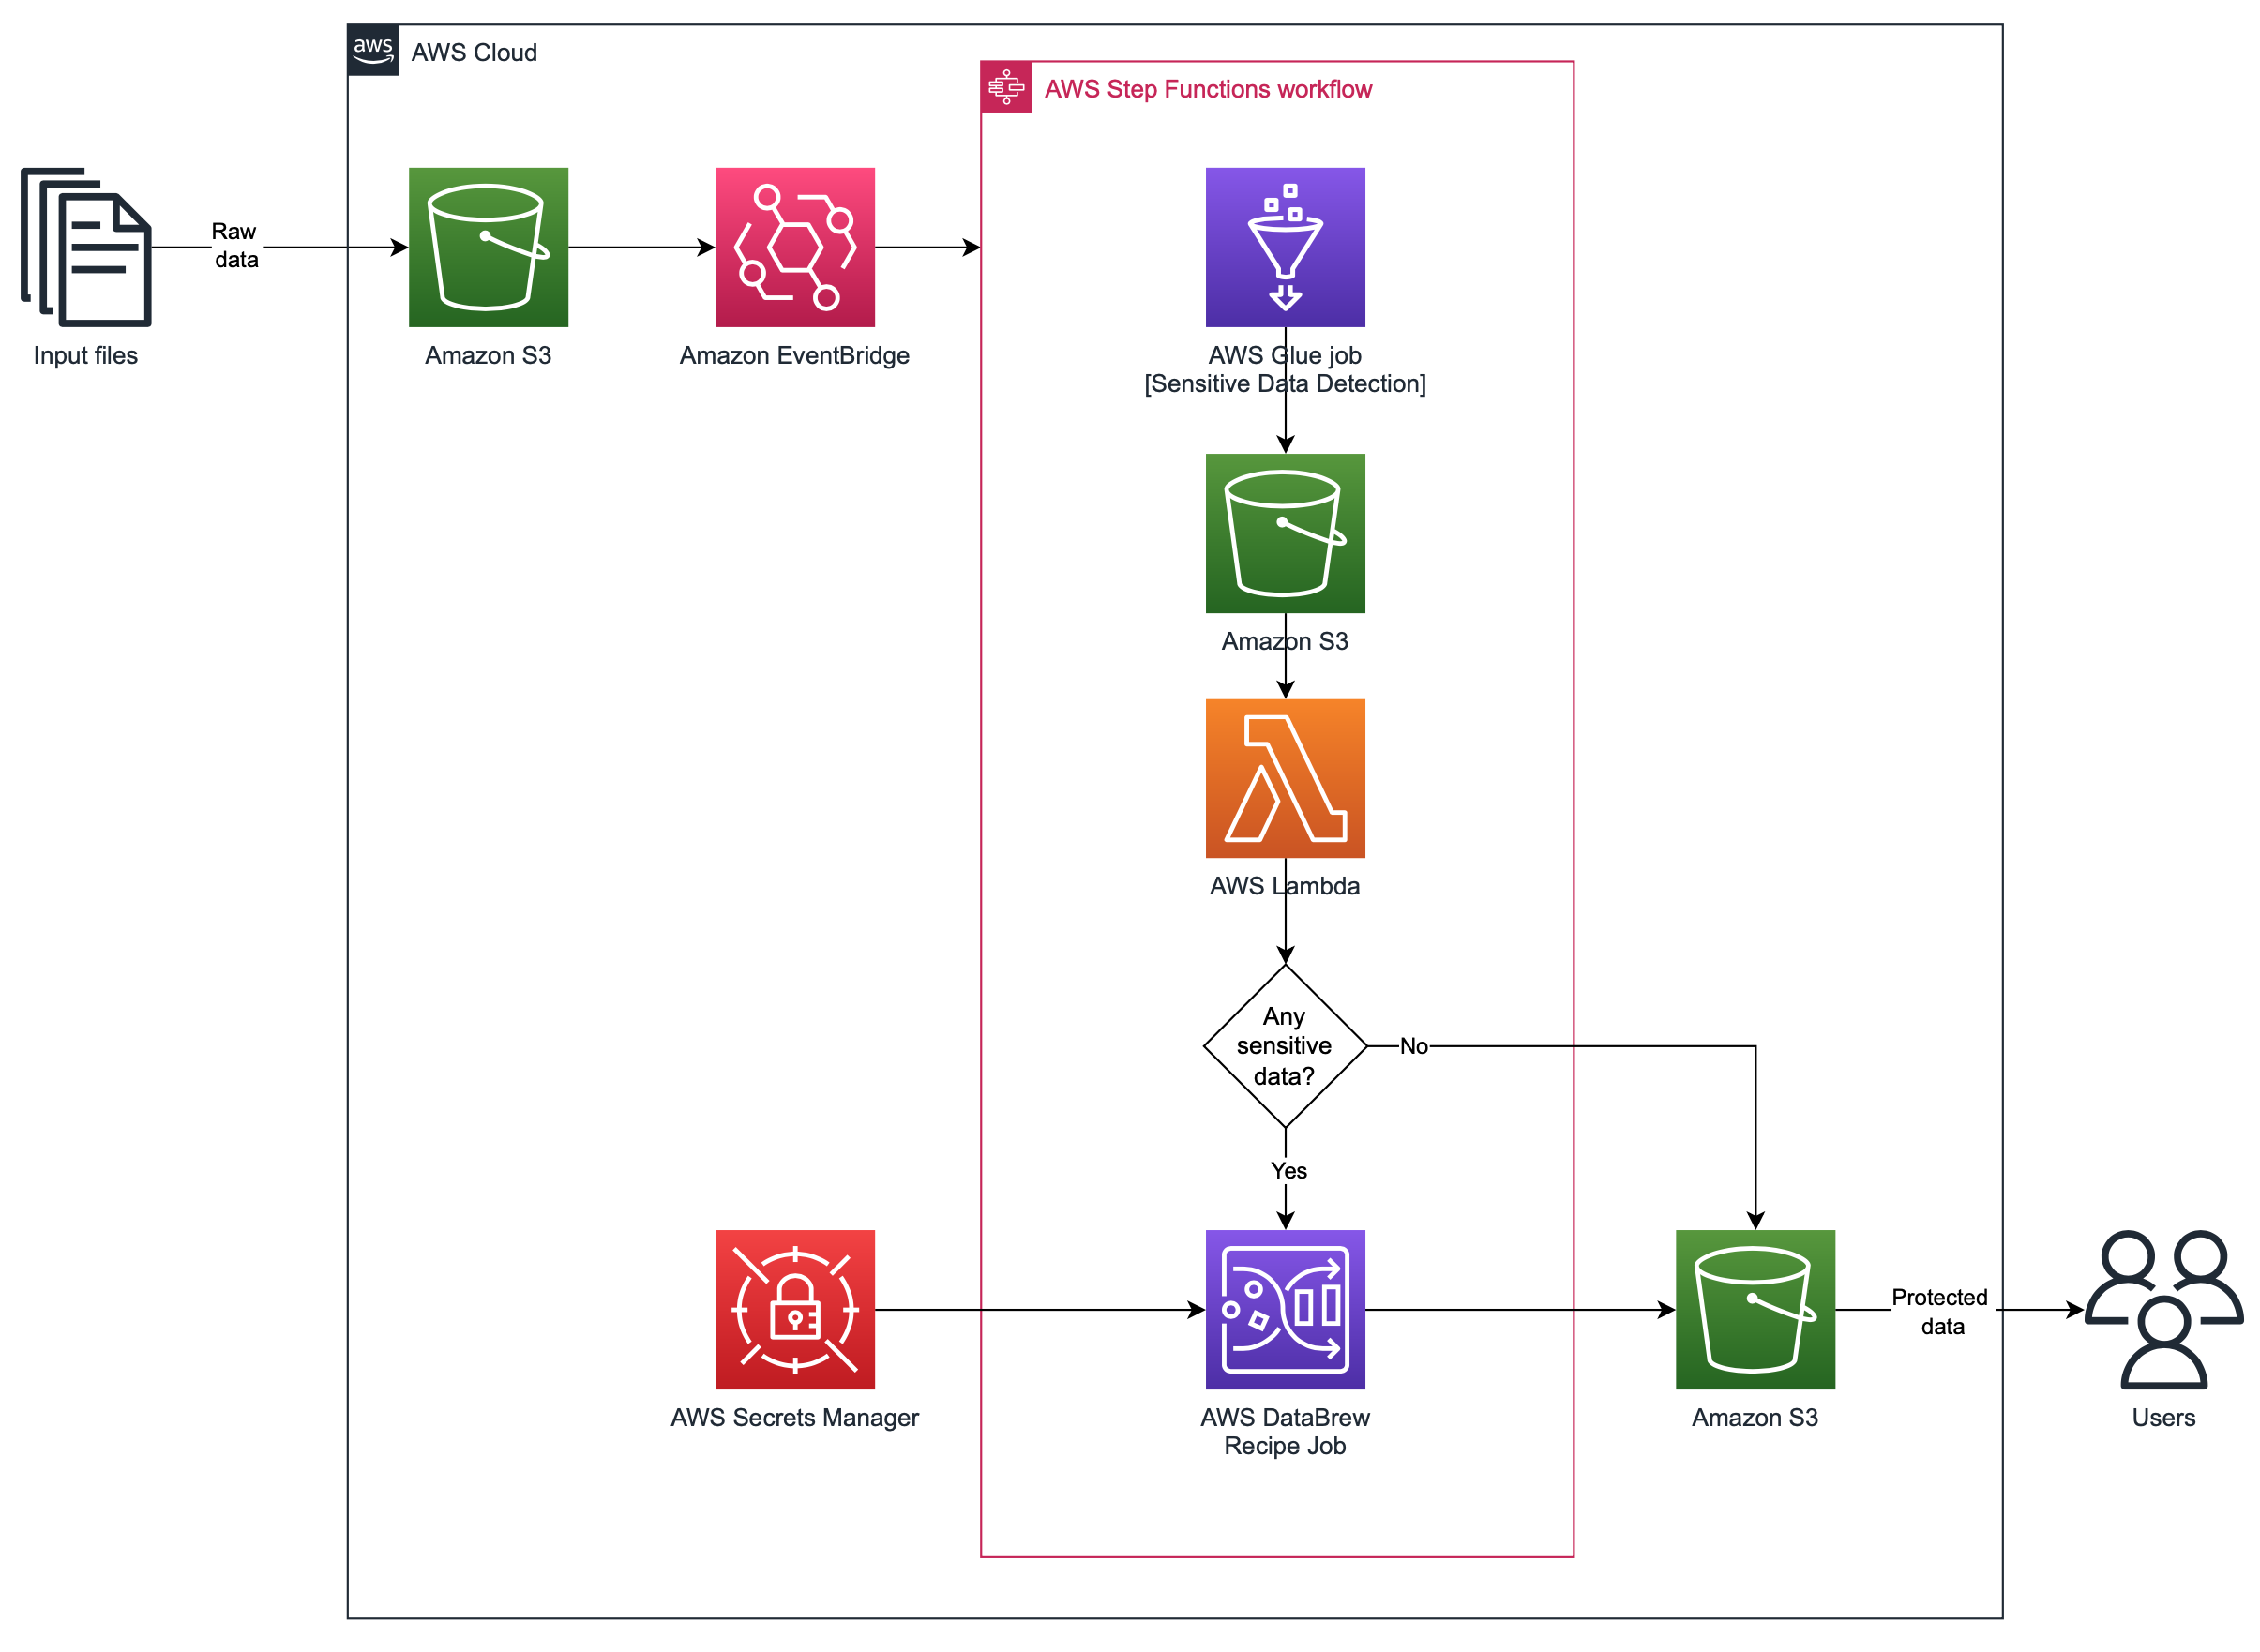 aws
AWS Cloud
AWS Step Functions workflow
Raw
data
Input files
Amazon S3
Amazon EventBridge
AWS Glue job
[Sensitive Data Detection]
Amazon S3
AWS Lambda
Any
sensitive
data?
No
Yes
AWS Secrets Manager
AWS DataBrew
Recipe Job
Amazon S3
Protected
data
Users